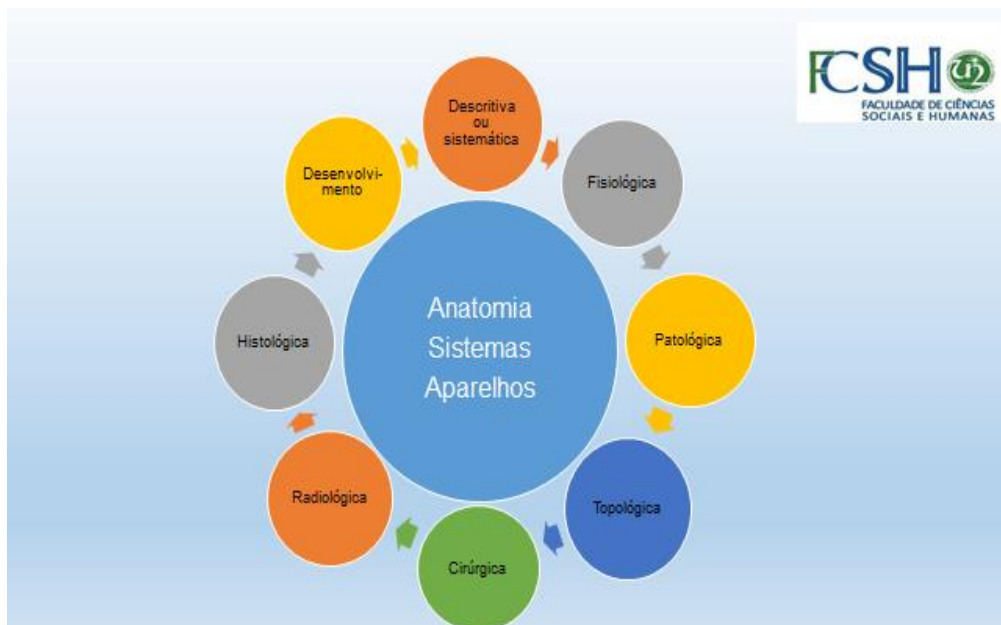 FCSH
FACULDADE DE CIÊNCIAS
SOCIAIS E HUMANAS
Descritiva
ou
sistemática
Fisiológica
Patológica
Topológica
Cirúrgica
Radiológica
Histológica
Desenvolvi-
mento
Anatomia
Sistemas
Aparelhos